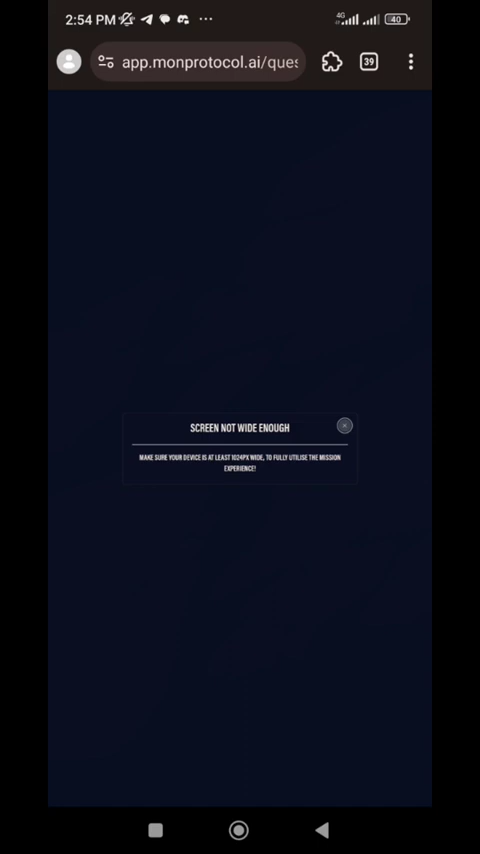 2:54 PM 4G 40
app.monprotocol.ai/ques
39
SCREEN NOT WIDE ENOUGH
MAKE SURE YOUR DEVICE IS AT LEAST 1024PX WIDE, TO FULLY UTILISE THE MISSION
EXPERIENCE!